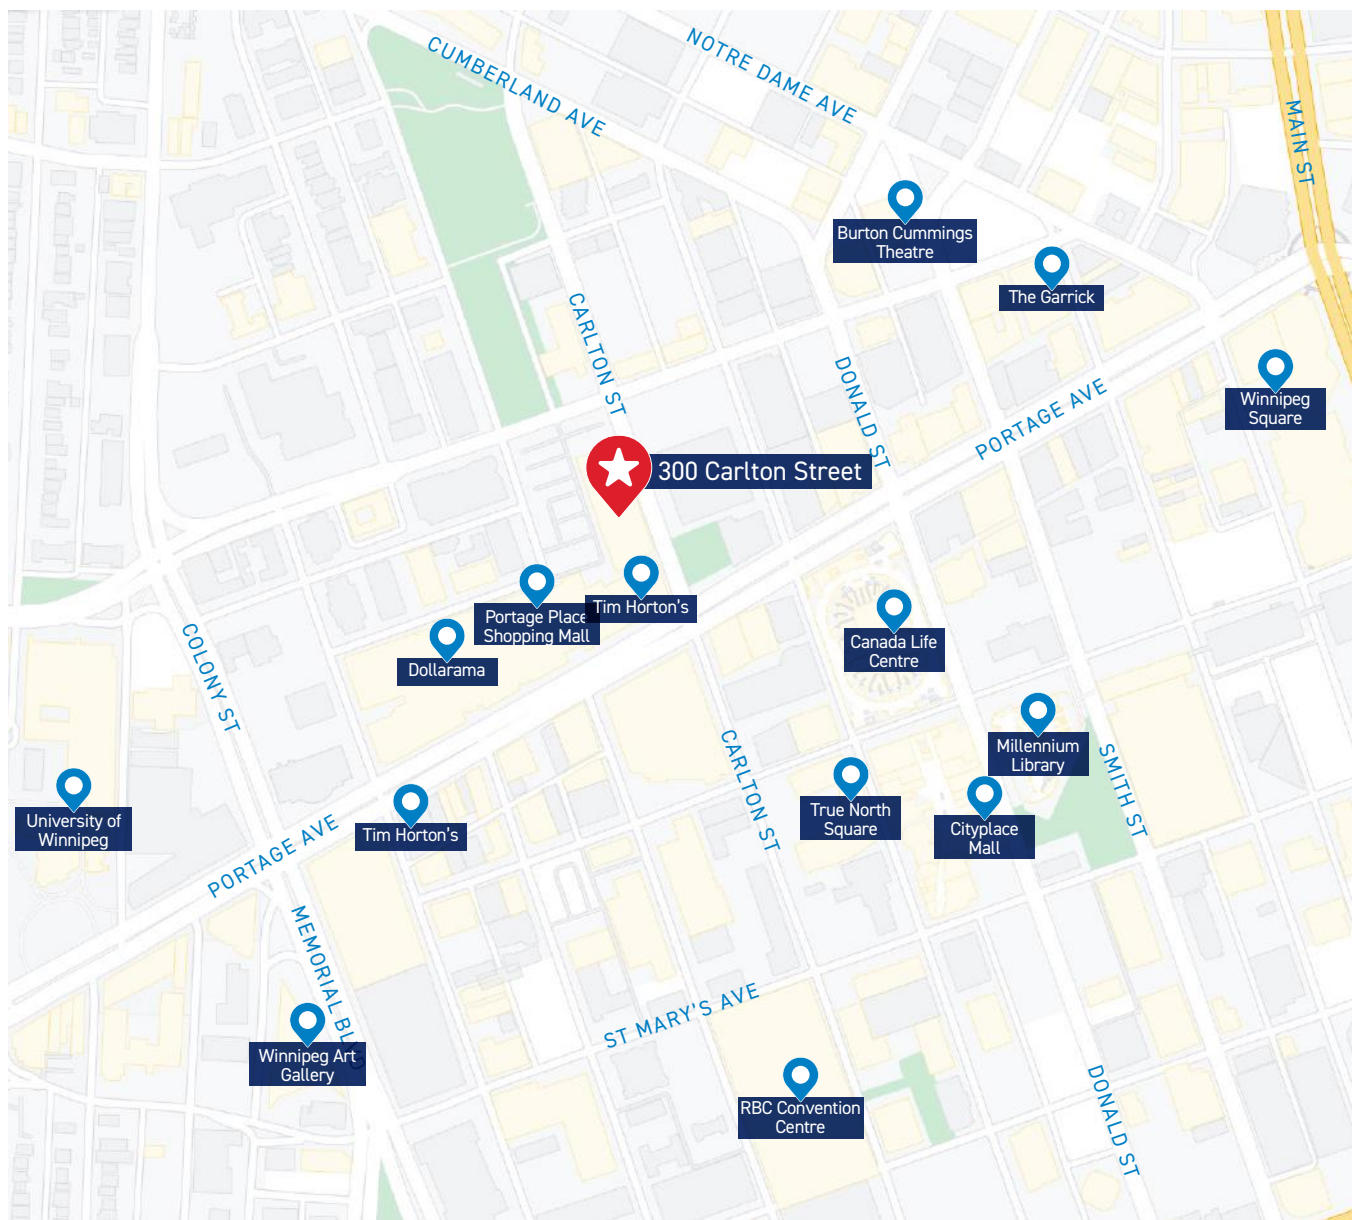 CUMBERLAND AVE
NOTRE DAME AVE
MAIN ST
Burton Cummings
Theatre
The Garrick
CARLTON ST
DONALD ST
PORTAGE AVE
Winnipeg
Square
300 Carlton Street
Tim Horton's
Portage Place
Shopping Mall
Dollarama
Canada Life
Centre
COLONY ST
Millennium
Library
SMITH ST
CARLTON ST
True North
Square
Cityplace
Mall
University of
Winnipeg
Tim Horton's
PORTAGE AVE
MEMORIAL BLVD
ST MARY'S AVE
Winnipeg Art
Gallery
RBC Convention
Centre
DONALD ST